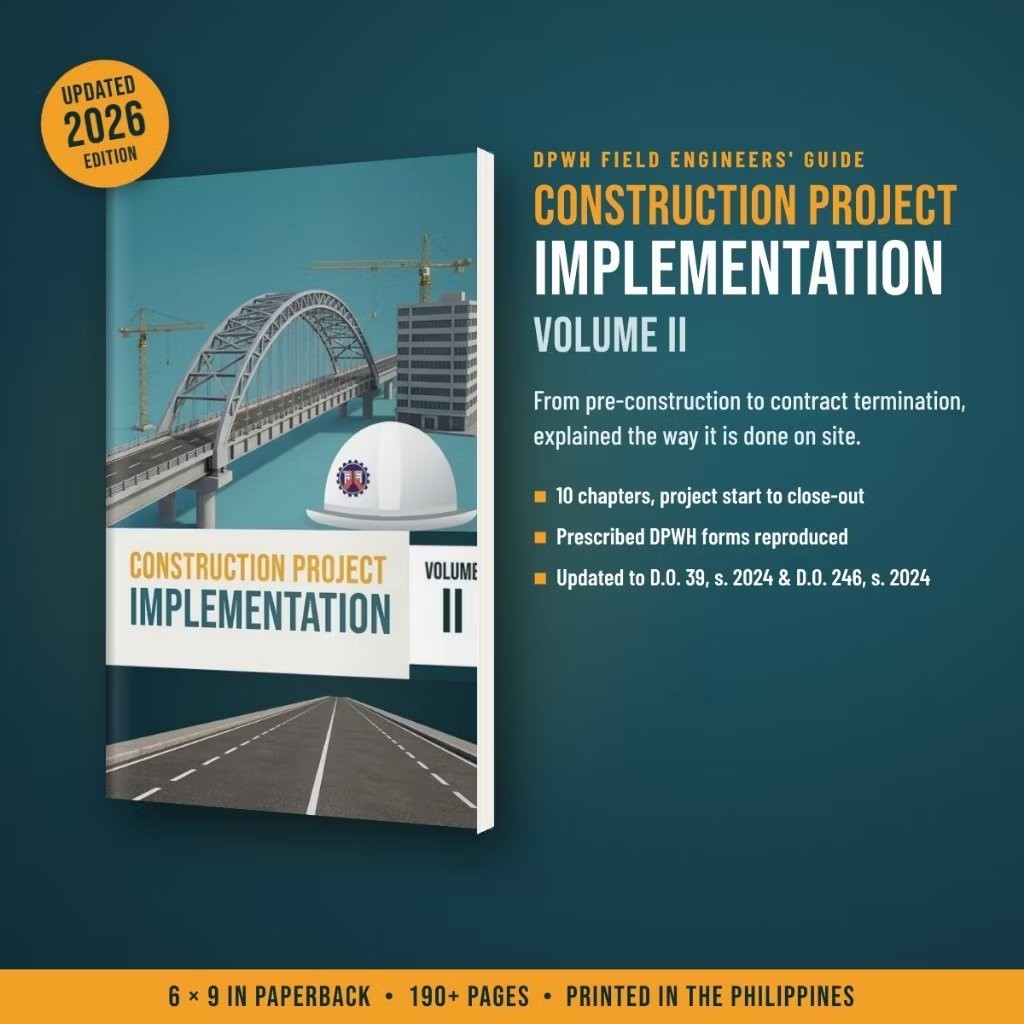 UPDATED
2026
EDITION
DPWH FIELD ENGINEERS' GUIDE
CONSTRUCTION PROJECT
IMPLEMENTATION
VOLUME II
From pre-construction to contract termination,
explained the way it is done on site.
10 chapters, project start to close-out
Prescribed DPWH forms reproduced
Updated to D.O. 39, s. 2024 & D.O. 246, s. 2024
CONSTRUCTION PROJECT
IMPLEMENTATION
VOLUME
II
6 × 9 IN PAPERBACK • 190+ PAGES • PRINTED IN THE PHILIPPINES